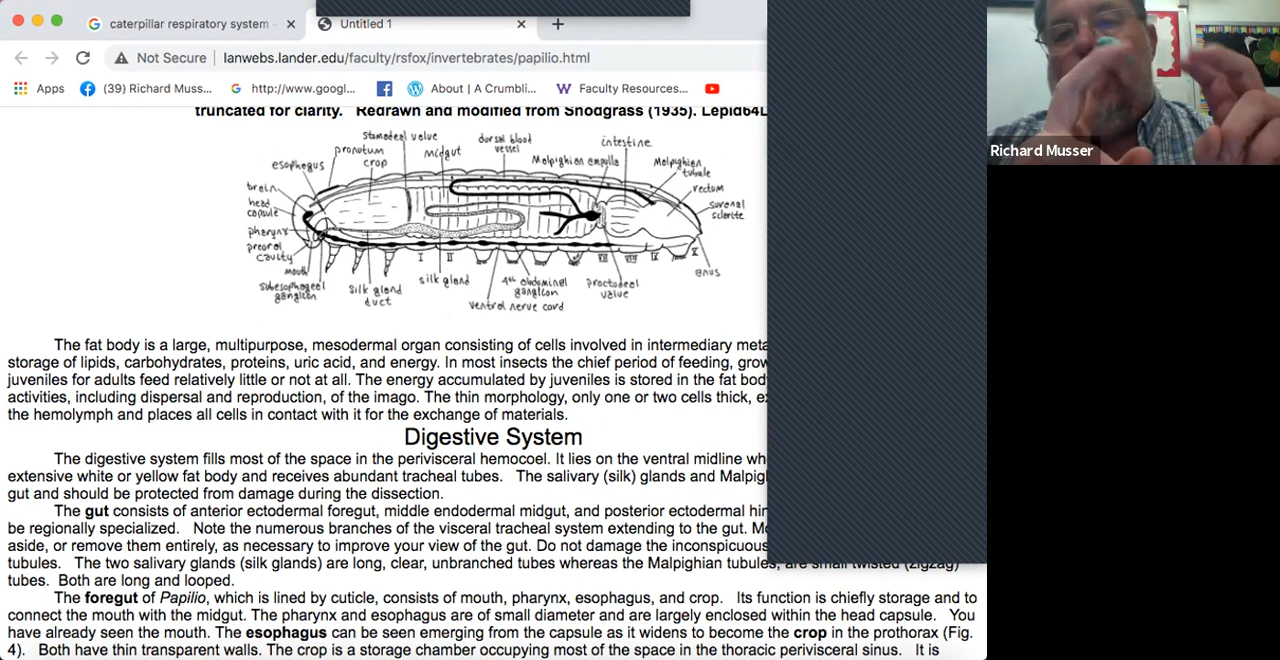 caterpillar respiratory system -
Untitled 1
Not Secure
lanwebs.lander.edu/faculty/rsfox/invertebrates/papilio.html
Apps
(39) Richard Muss...
http://www.googl...
About | A Crumbli...
Faculty Resources...
Richard Musser
truncated for clarity. Redrawn and modified from Snodgrass (1935). Lepid64L
stomodeal valve
dorsal blood vessel
intestine
pronotum
crop
midgut
esophagus
Malpighian ampulla
Malpighian tubule
brain
rectum
head capsule
suranal sclerite
pharynx
preoral cavity
mouth
anus
I II VII VIII IX X
subesophageal ganglion
silk gland duct
silk gland
4th abdominal ganglion
proctodeal valve
ventral nerve cord
The fat body is a large, multipurpose, mesodermal organ consisting of cells involved in intermediary meta
storage of lipids, carbohydrates, proteins, uric acid, and energy. In most insects the chief period of feeding, grow
juveniles for adults feed relatively little or not at all. The energy accumulated by juveniles is stored in the fat body
activities, including dispersal and reproduction, of the imago. The thin morphology, only one or two cells thick, ex
the hemolymph and places all cells in contact with it for the exchange of materials.
Digestive System
The digestive system fills most of the space in the perivisceral hemocoel. It lies on the ventral midline wh
extensive white or yellow fat body and receives abundant tracheal tubes. The salivary (silk) glands and Malpigh
gut and should be protected from damage during the dissection.
The gut consists of anterior ectodermal foregut, middle endodermal midgut, and posterior ectodermal hin
be regionally specialized. Note the numerous branches of the visceral tracheal system extending to the gut. Mo
aside, or remove them entirely, as necessary to improve your view of the gut. Do not damage the inconspicuous
tubules. The two salivary glands (silk glands) are long, clear, unbranched tubes whereas the Malpighian tubules, are small twisted (zigzag)
tubes. Both are long and looped.
The foregut of Papilio, which is lined by cuticle, consists of mouth, pharynx, esophagus, and crop. Its function is chiefly storage and to
connect the mouth with the midgut. The pharynx and esophagus are of small diameter and are largely enclosed within the head capsule. You
have already seen the mouth. The esophagus can be seen emerging from the capsule as it widens to become the crop in the prothorax (Fig.
4). Both have thin transparent walls. The crop is a storage chamber occupying most of the space in the thoracic perivisceral sinus. It is